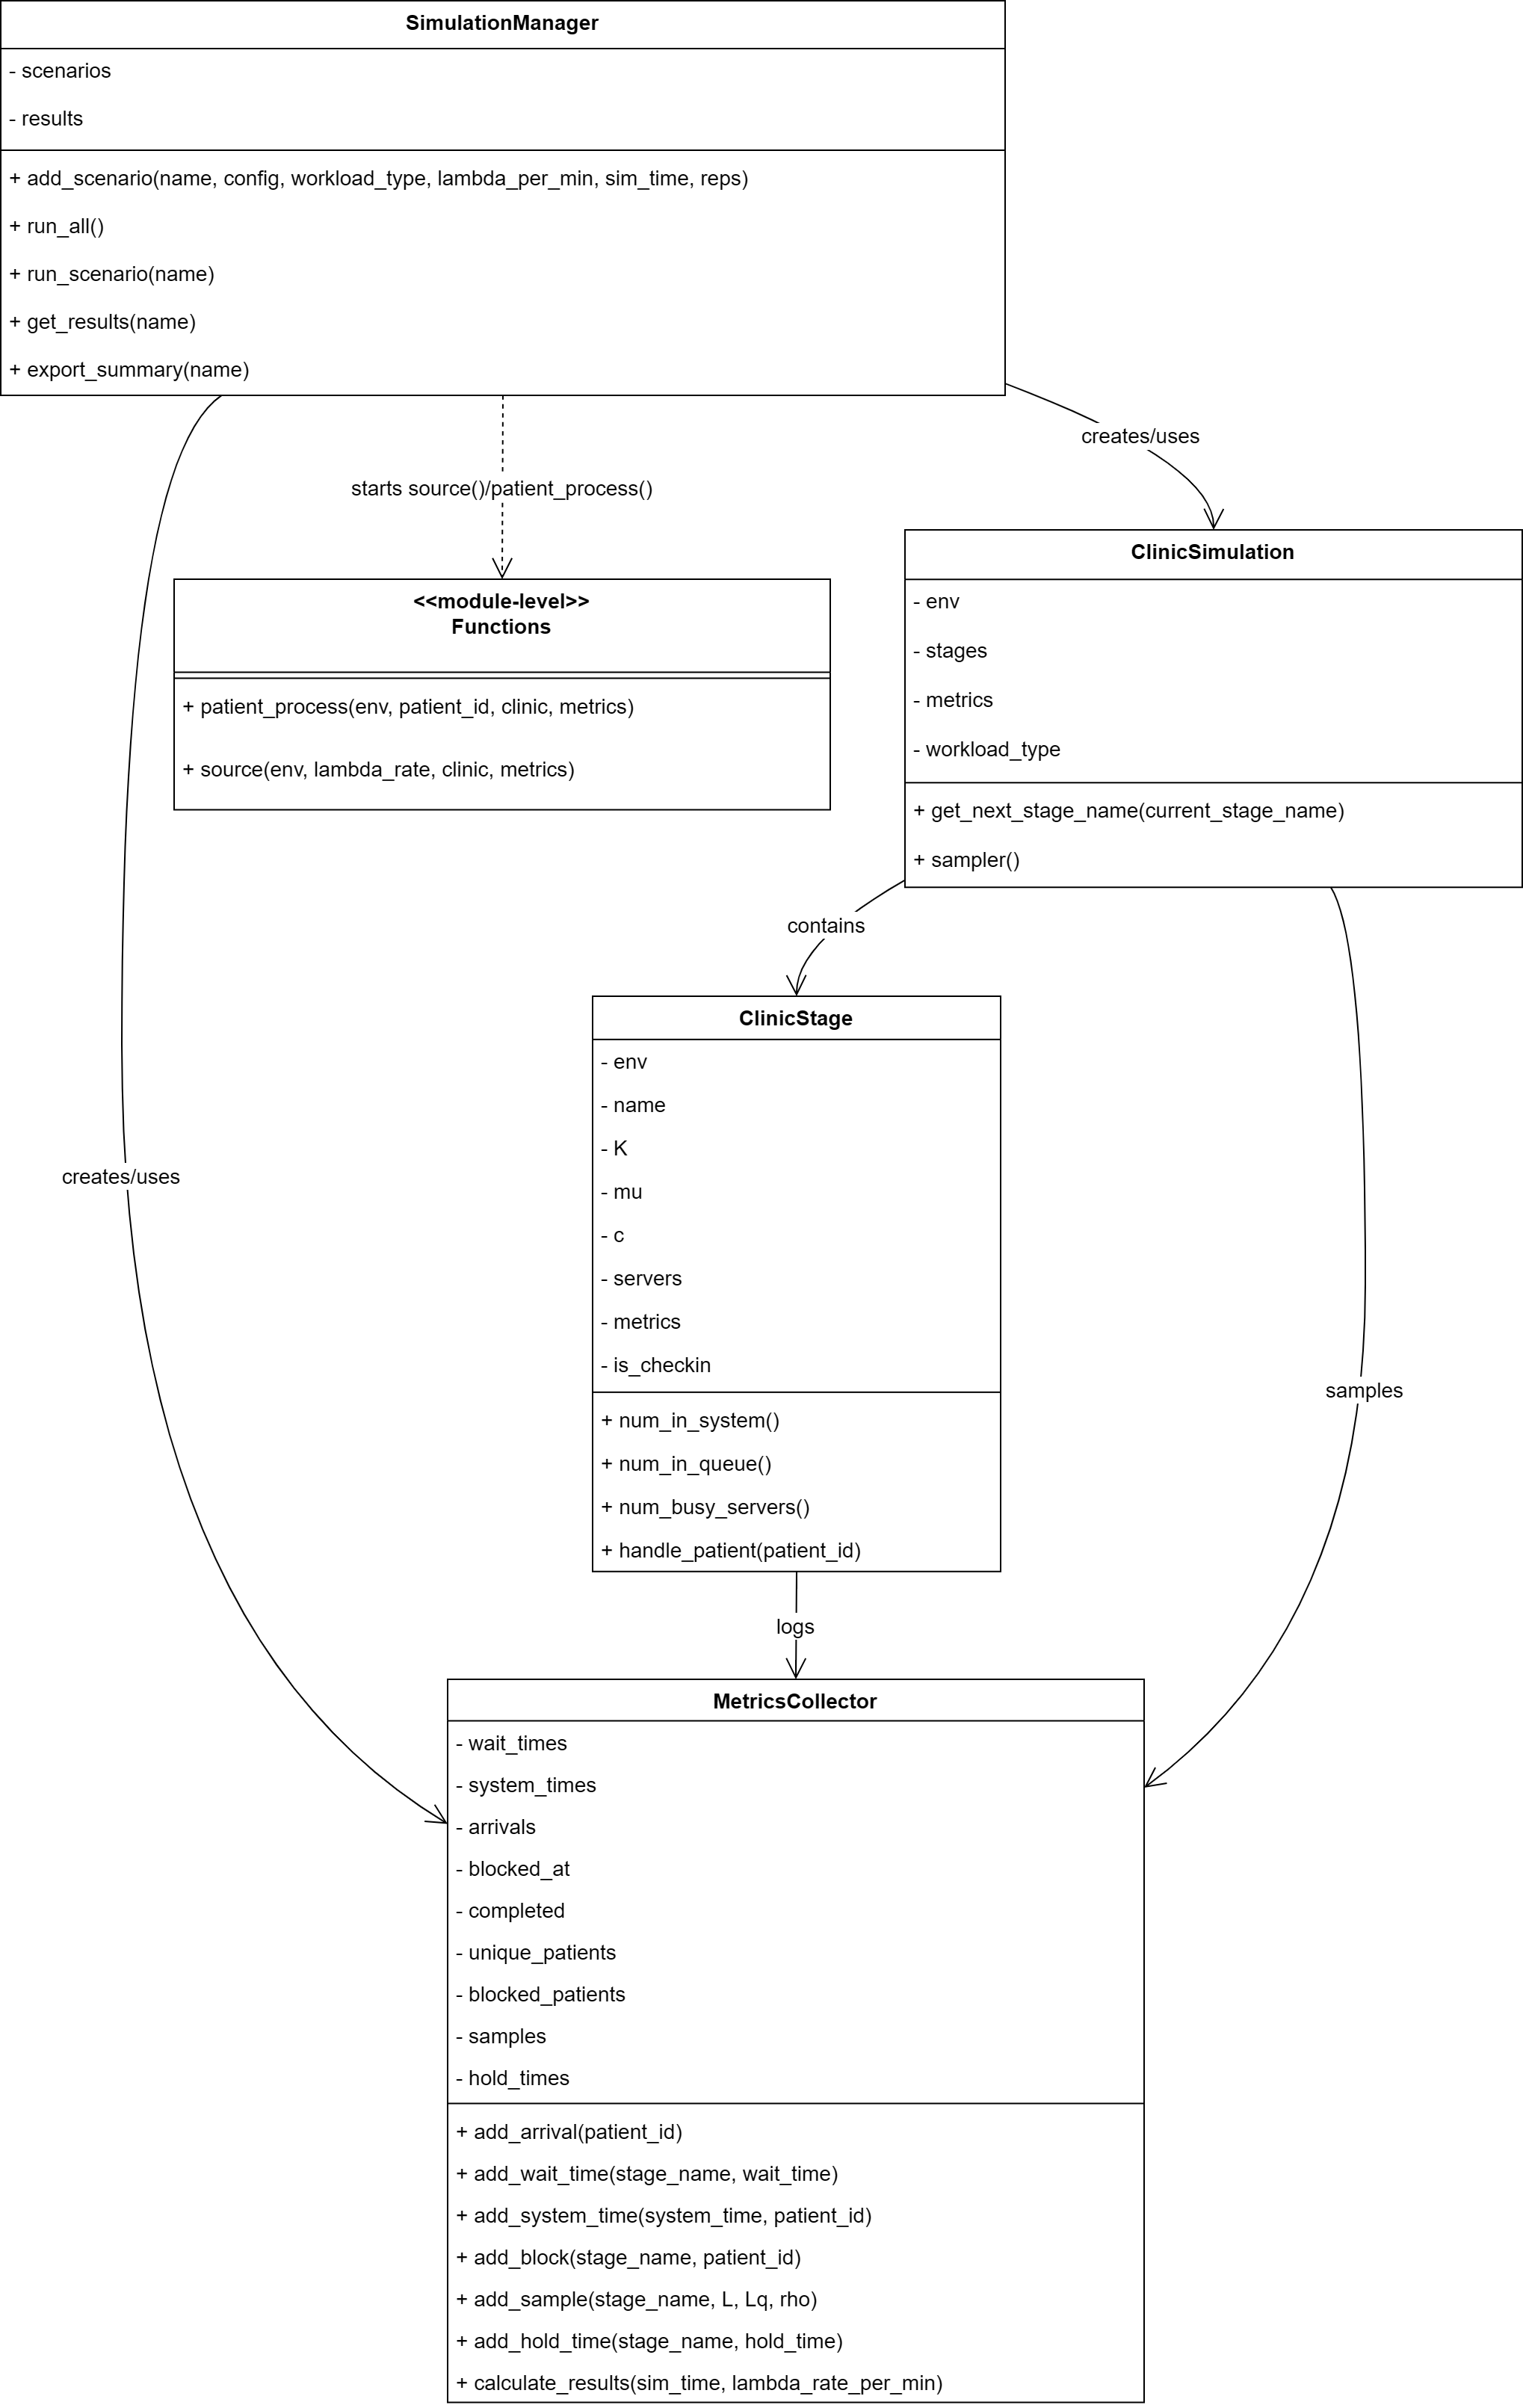 SimulationManager
- scenarios
- results
+ add_scenario(name, config, workload_type, lambda_per_min, sim_time, reps)
+ run_all()
+ run_scenario(name)
+ get_results(name)
+ export_summary(name)
creates/uses
starts source()/patient_process()
<<module-level>>
Functions
+ patient_process(env, patient_id, clinic, metrics)
+ source(env, lambda_rate, clinic, metrics)
ClinicSimulation
- env
- stages
- metrics
- workload_type
+ get_next_stage_name(current_stage_name)
+ sampler()
contains
ClinicStage
- env
- name
- K
- mu
- c
- servers
- metrics
- is_checkin
+ num_in_system()
+ num_in_queue()
+ num_busy_servers()
+ handle_patient(patient_id)
creates/uses
samples
logs
MetricsCollector
- wait_times
- system_times
- arrivals
- blocked_at
- completed
- unique_patients
- blocked_patients
- samples
- hold_times
+ add_arrival(patient_id)
+ add_wait_time(stage_name, wait_time)
+ add_system_time(system_time, patient_id)
+ add_block(stage_name, patient_id)
+ add_sample(stage_name, L, Lq, rho)
+ add_hold_time(stage_name, hold_time)
+ calculate_results(sim_time, lambda_rate_per_min)